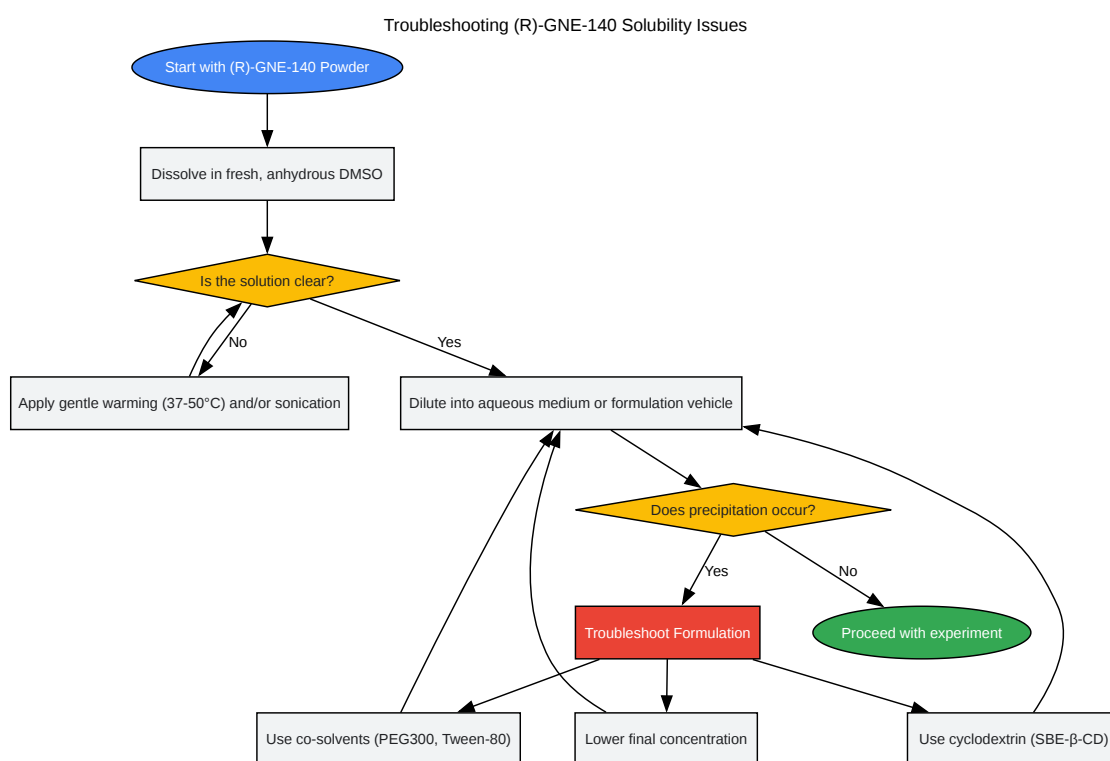 Troubleshooting (R)-GNE-140 Solubility Issues
Start with (R)-GNE-140 Powder
Dissolve in fresh, anhydrous DMSO
Is the solution clear?
No
Yes
Apply gentle warming (37-50°C) and/or sonication
Dilute into aqueous medium or formulation vehicle
Does precipitation occur?
Yes
No
Troubleshoot Formulation
Proceed with experiment
Use co-solvents (PEG300, Tween-80)
Lower final concentration
Use cyclodextrin (SBE-β-CD)